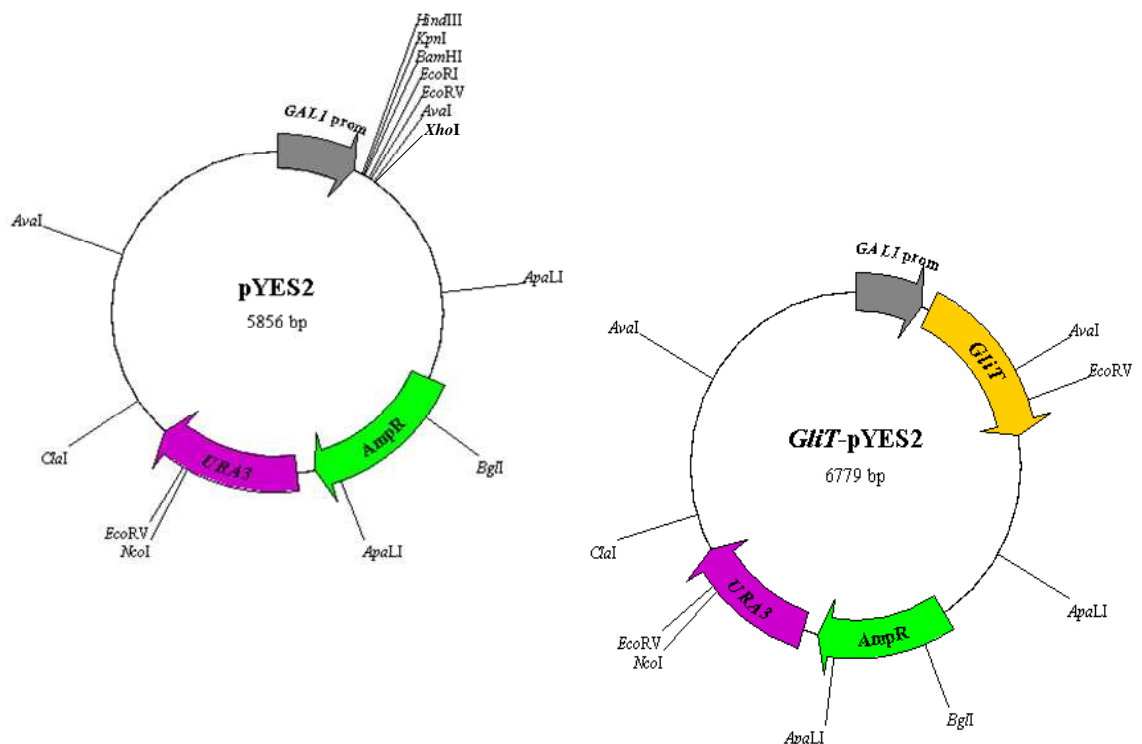 HindIII
KpnI
BamHI
EcoRI
EcoRV
AvaI
XhoI
GAL1 prom
AvaI
pYES2
5856 bp
ApaLI
AmpR
BglI
ApaLI
URA3
EcoRV
NcoI
ClaI
GAL1 prom
AvaI
GliT
AvaI
EcoRV
GliT-pYES2
6779 bp
ClaI
URA3
EcoRV
NcoI
AmpR
ApaLI
BglI
ApaLI